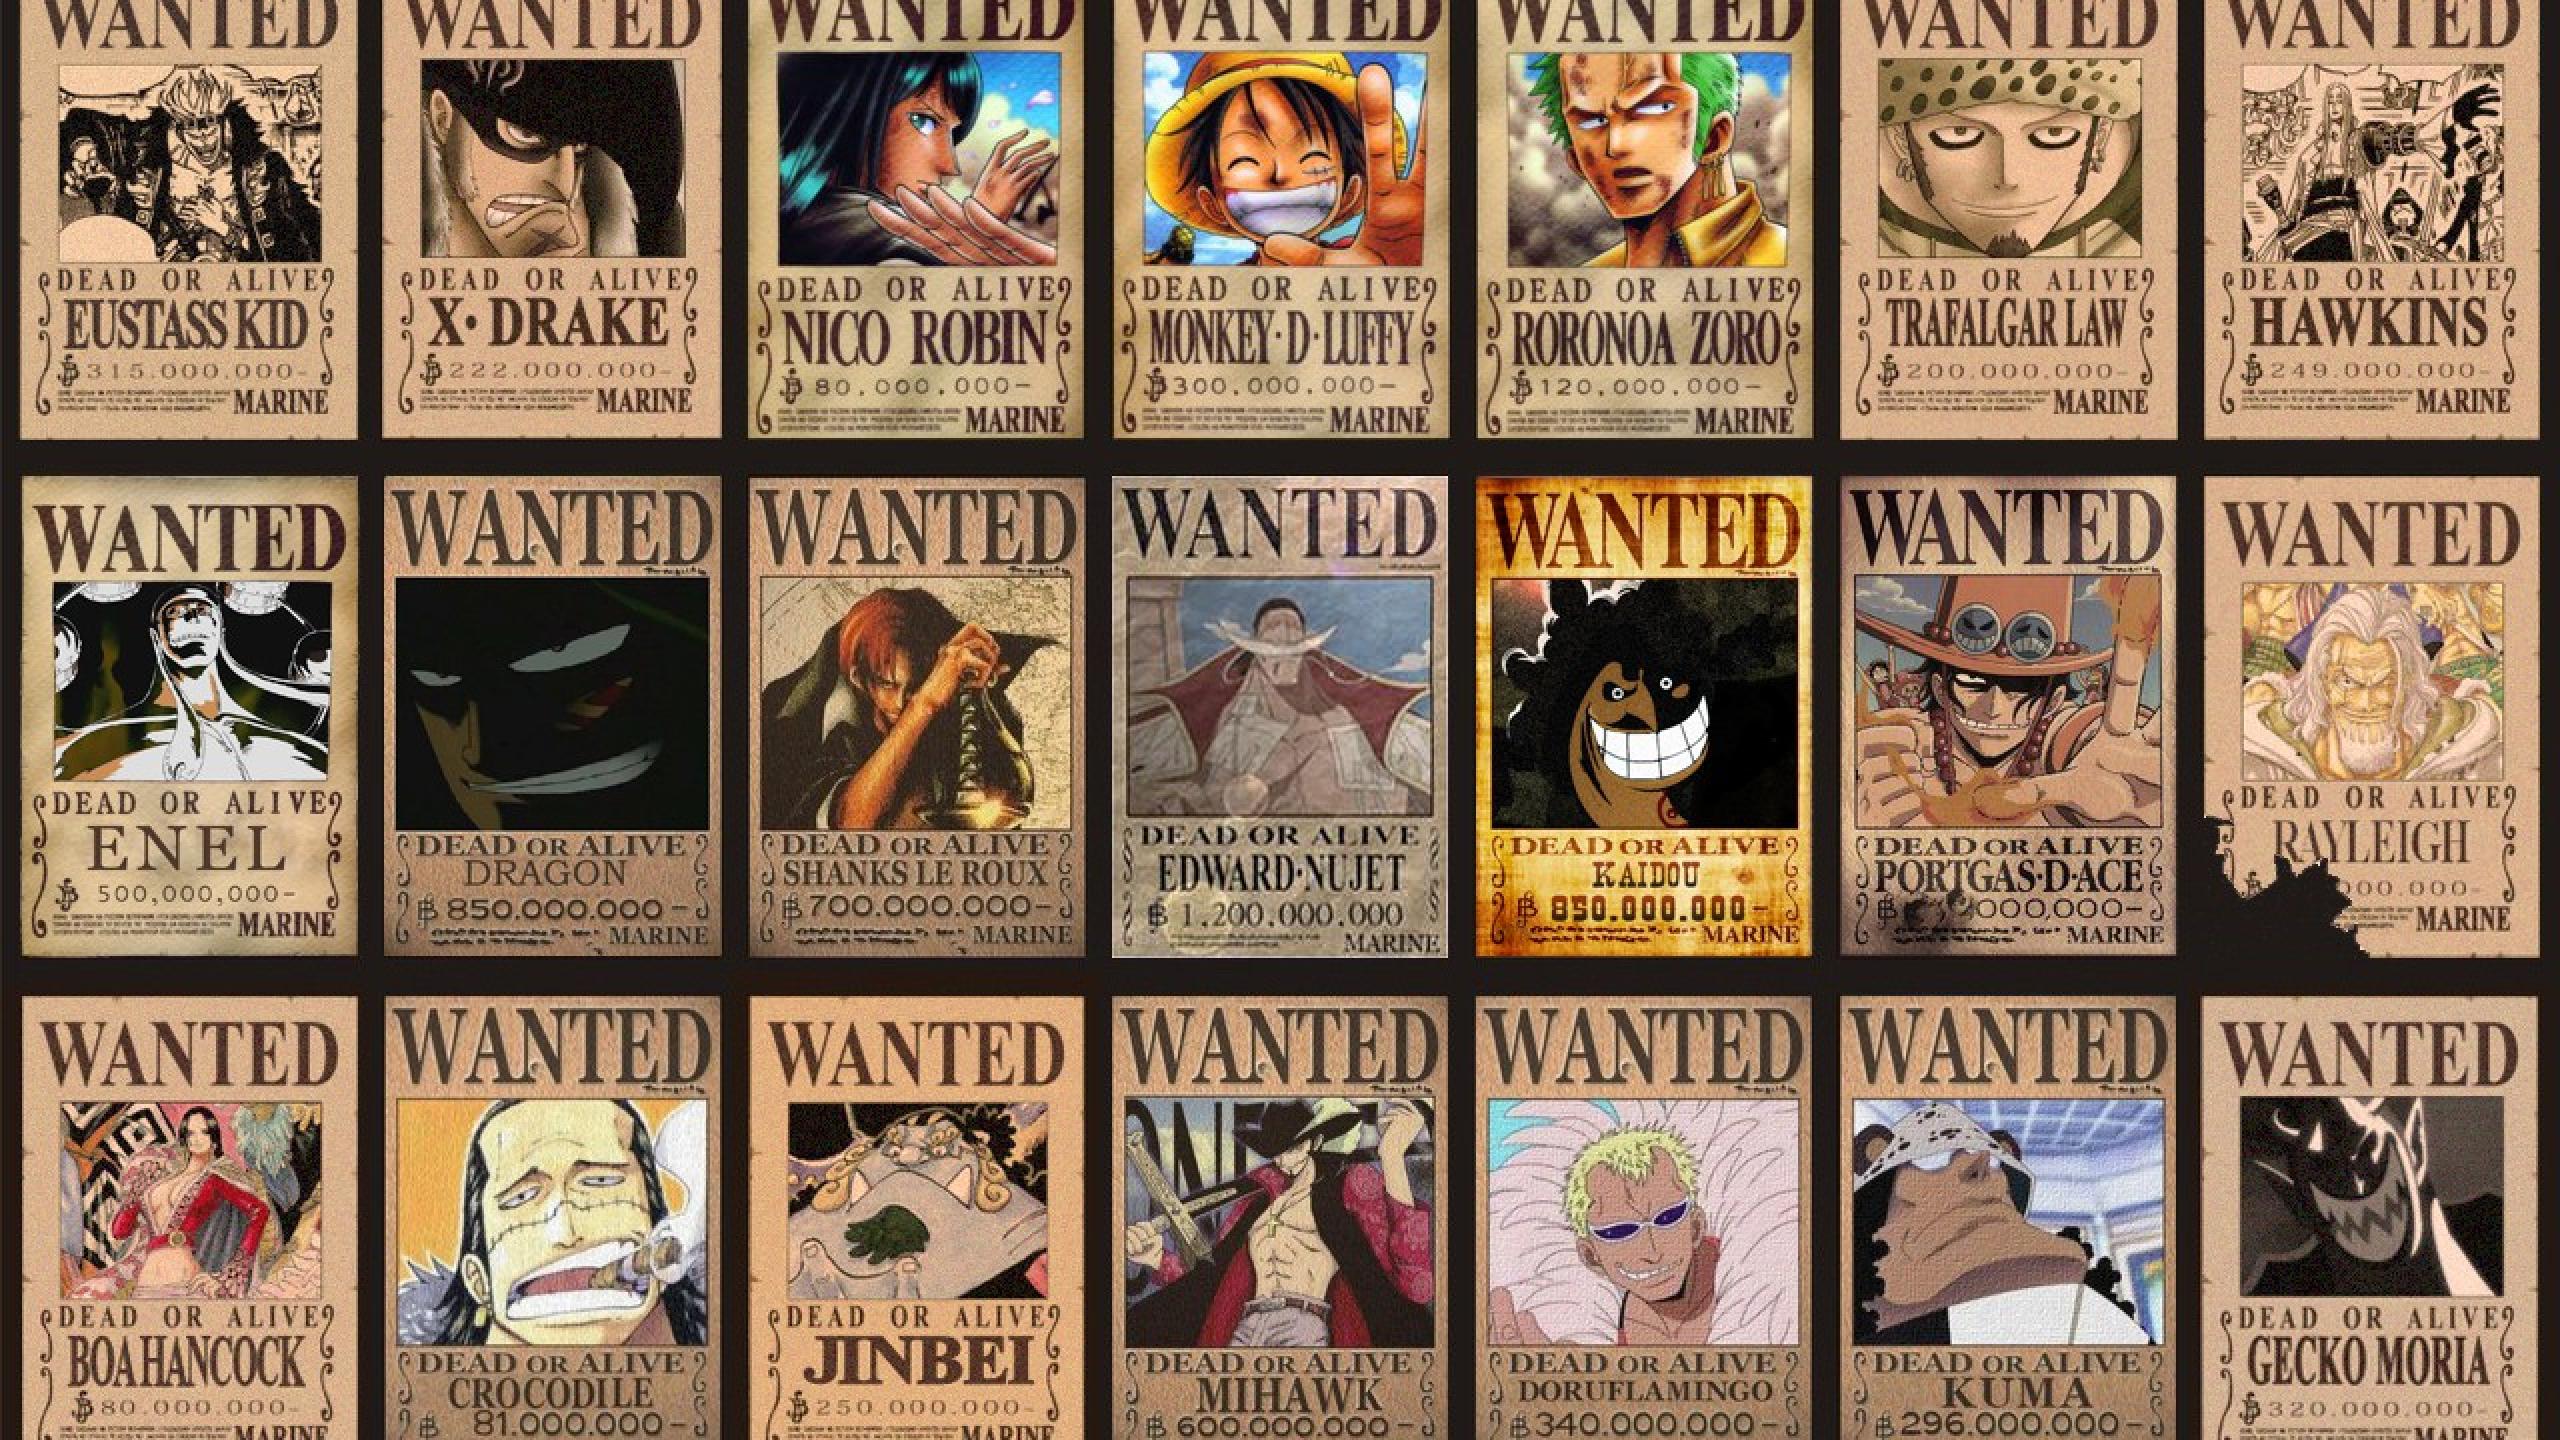 WANTED
DEAD OR ALIVE
EUSTASS KID
315.000.000-
MARINE
WANTED
DEAD OR ALIVE
X•DRAKE
222.000.000-
MARINE
WANTED
DEAD OR ALIVE
NICO ROBIN
80.000.000-
MARINE
WANTED
DEAD OR ALIVE
MONKEY·D·LUFFY
300.000.000-
MARINE
WANTED
DEAD OR ALIVE
RORONOA ZORO
120.000.000-
MARINE
WANTED
DEAD OR ALIVE
TRAFALGAR LAW
200.000.000-
MARINE
WANTED
DEAD OR ALIVE
HAWKINS
249.000.000-
MARINE
WANTED
DEAD OR ALIVE
ENEL
500,000,000-
MARINE
WANTED
DEAD OR ALIVE
DRAGON
850.000.000-
MARINE
WANTED
DEAD OR ALIVE
SHANKS LE ROUX
700.000.000-
MARINE
WANTED
DEAD OR ALIVE
EDWARD·NUJET
1.200.000.000
MARINE
WANTED
DEAD OR ALIVE
KAIDOU
850.000.000-
MARINE
WANTED
DEAD OR ALIVE
PORTGAS·D·ACE
000,000-
MARINE
WANTED
DEAD OR ALIVE
RAYLEIGH
000.000-
MARINE
WANTED
DEAD OR ALIVE
BOA HANCOCK
80.000.000-
MARINE
WANTED
DEAD OR ALIVE
CROCODILE
81.000.000-
WANTED
DEAD OR ALIVE
JINBEI
250.000.000-
MARINE
WANTED
ONE
DEAD OR ALIVE
MIHAWK
600.000.000-
WANTED
DEAD OR ALIVE
DORUFLAMINGO
340.000.000-
WANTED
DEAD OR ALIVE
KUMA
296.000.000-
WANTED
DEAD OR ALIVE
GECKO MORIA
320.000.000-
MARINE